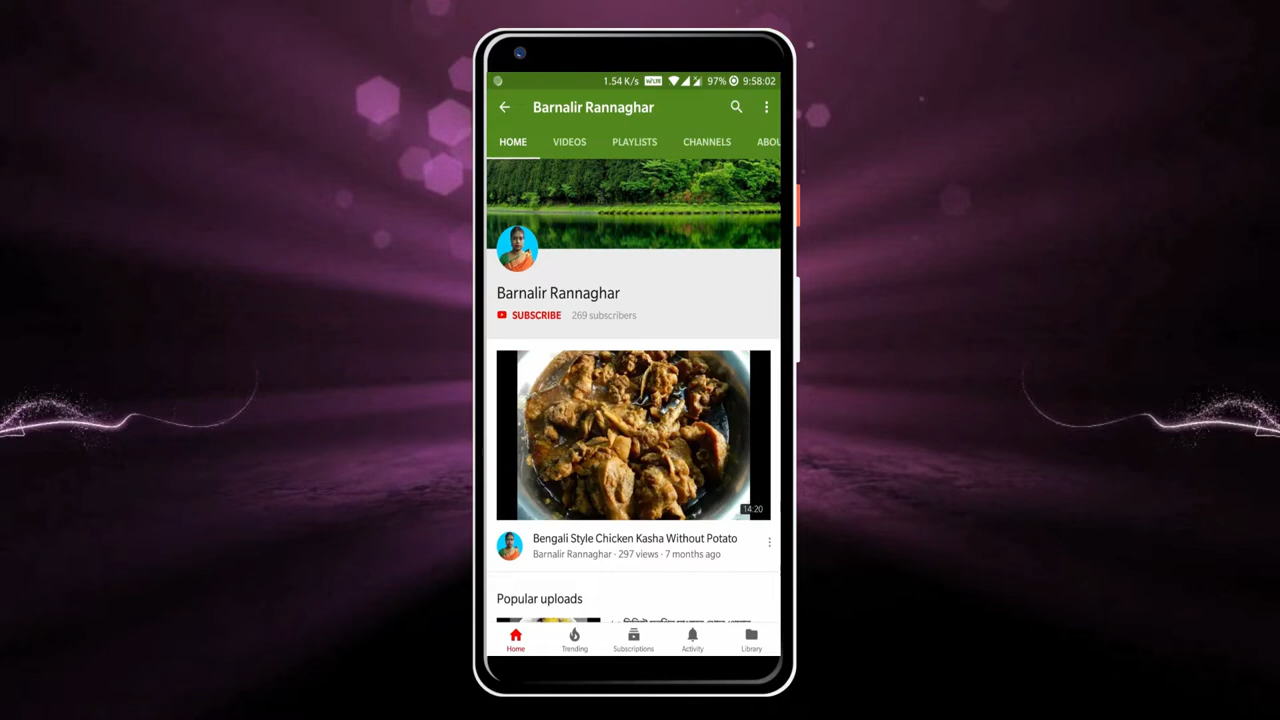 1.54 K/s VoLTE 97% 9:58:02
Barnalir Rannaghar
HOME VIDEOS PLAYLISTS CHANNELS ABOU
Barnalir Rannaghar
SUBSCRIBE 269 subscribers
14:20
Bengali Style Chicken Kasha Without Potato
Barnalir Rannaghar · 297 views · 7 months ago
Popular uploads
Home Trending Subscriptions Activity Library